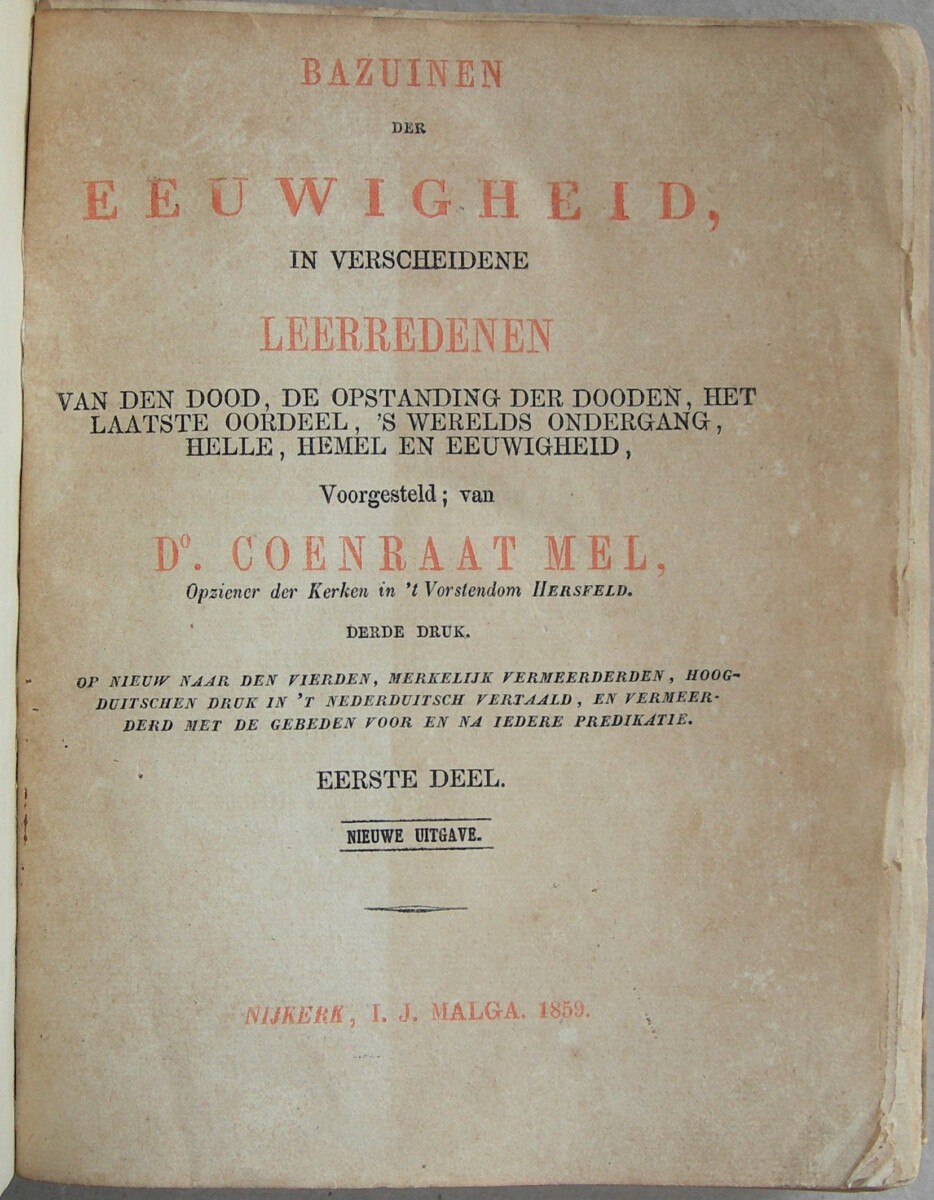 BAZUINEN
DER
EEUWIGHEID,
IN VERSCHEIDENE
LEERREDENEN
VAN DEN DOOD, DE OPSTANDING DER DOODEN, HET
LAATSTE OORDEEL, 'S WERELDS ONDERGANG,
HELLE, HEMEL EN EEUWIGHEID,
Voorgesteld; van
Do. COENRAAT MEL,
Opziener der Kerken in 't Vorstendom HERSFELD.
DERDE DRUK.
OP NIEUW NAAR DEN VIERDEN, MERKELIJK VERMEERDERDEN, HOOG-
DUITSCHEN DRUK IN 'T NEDERDUITSCH VERTAALD, EN VERMEER-
DERD MET DE GEBEDEN VOOR EN NA IEDERE PREDIKATIE.
EERSTE DEEL.
NIEUWE UITGAVE.
NIJKERK, I. J. MALGA. 1859.